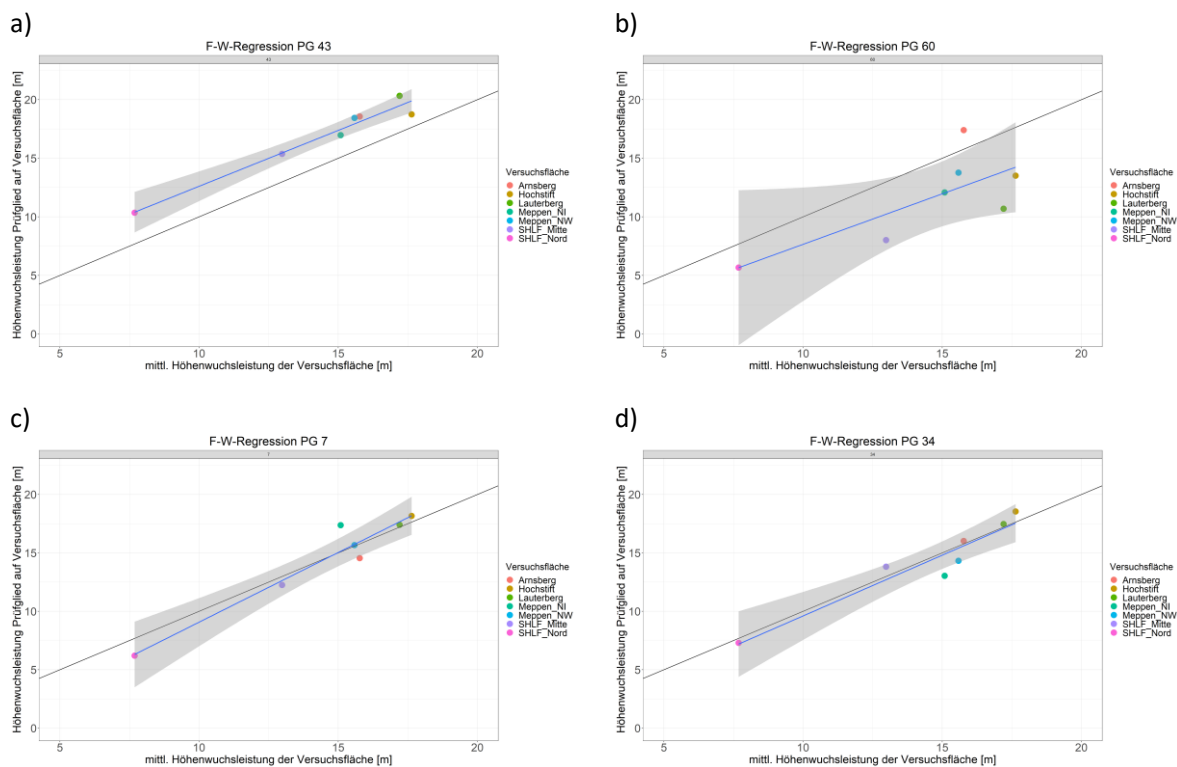 a)
F-W-Regression PG 43
43
Höhenwuchsleistung Prüfglied auf Versuchsfläche [m]
20
15
10
5
0
5 10 15 20
mittl. Höhenwuchsleistung der Versuchsfläche [m]
Versuchsfläche
Arnsberg
Hochstift
Lauterberg
Meppen_NI
Meppen_NW
SHLF_Mitte
SHLF_Nord
b)
F-W-Regression PG 60
60
Höhenwuchsleistung Prüfglied auf Versuchsfläche [m]
20
15
10
5
0
5 10 15 20
mittl. Höhenwuchsleistung der Versuchsfläche [m]
Versuchsfläche
Arnsberg
Hochstift
Lauterberg
Meppen_NI
Meppen_NW
SHLF_Mitte
SHLF_Nord
c)
F-W-Regression PG 7
7
Höhenwuchsleistung Prüfglied auf Versuchsfläche [m]
20
15
10
5
0
5 10 15 20
mittl. Höhenwuchsleistung der Versuchsfläche [m]
Versuchsfläche
Arnsberg
Hochstift
Lauterberg
Meppen_NI
Meppen_NW
SHLF_Mitte
SHLF_Nord
d)
F-W-Regression PG 34
34
Höhenwuchsleistung Prüfglied auf Versuchsfläche [m]
20
15
10
5
0
5 10 15 20
mittl. Höhenwuchsleistung der Versuchsfläche [m]
Versuchsfläche
Arnsberg
Hochstift
Lauterberg
Meppen_NI
Meppen_NW
SHLF_Mitte
SHLF_Nord